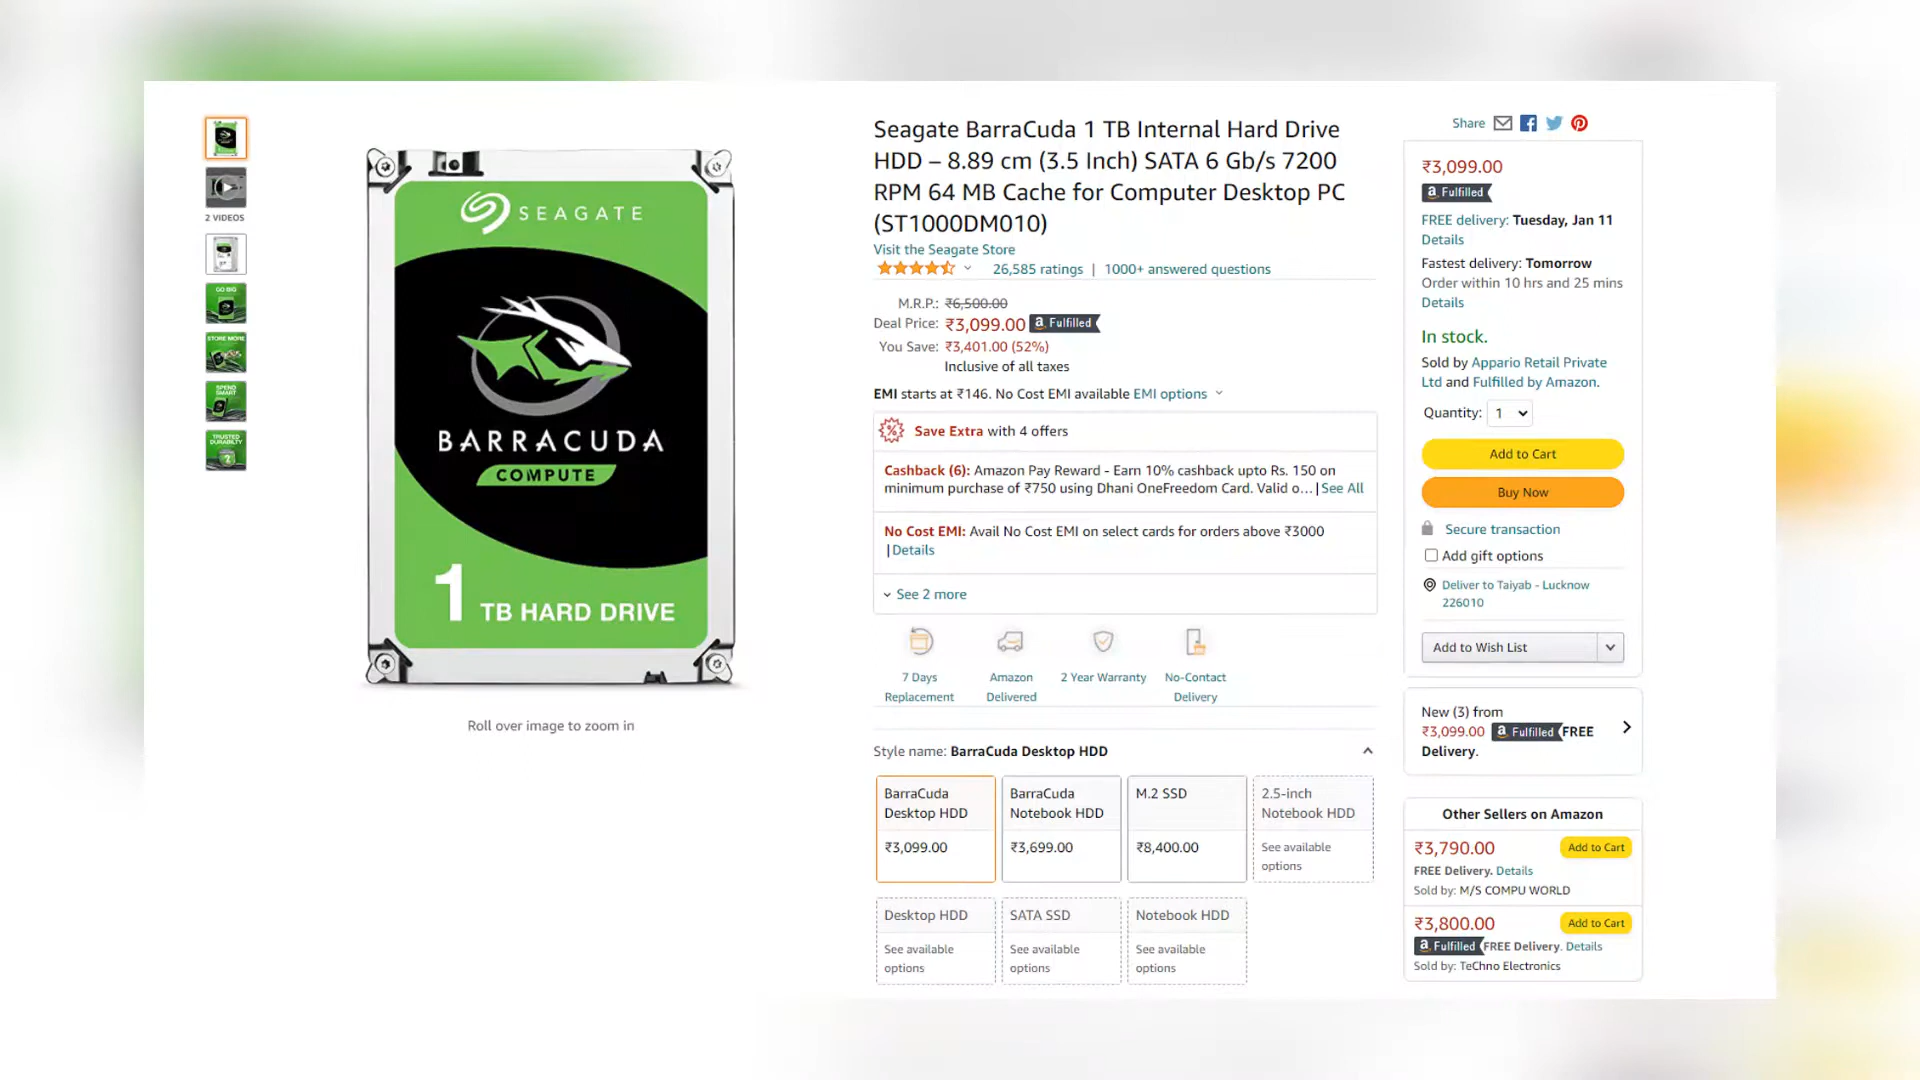 2 VIDEOS
GO BIG
STORE MORE
SPEND
SMART
TRUSTED
DURABILITY
2
SEAGATE
BARRACUDA
COMPUTE
1 TB HARD DRIVE
Roll over image to zoom in
Seagate BarraCuda 1 TB Internal Hard Drive
HDD – 8.89 cm (3.5 Inch) SATA 6 Gb/s 7200
RPM 64 MB Cache for Computer Desktop PC
(ST1000DM010)
Visit the Seagate Store
26,585 ratings | 1000+ answered questions
M.R.P.: ₹6,500.00
Deal Price: ₹3,099.00 a Fulfilled
You Save: ₹3,401.00 (52%)
Inclusive of all taxes
EMI starts at ₹146. No Cost EMI available EMI options
% Save Extra with 4 offers
Cashback (6): Amazon Pay Reward - Earn 10% cashback upto Rs. 150 on
minimum purchase of ₹750 using Dhani OneFreedom Card. Valid o… | See All
No Cost EMI: Avail No Cost EMI on select cards for orders above ₹3000
| Details
See 2 more
7 Days
Replacement
Amazon
Delivered
2 Year Warranty
No-Contact
Delivery
Style name: BarraCuda Desktop HDD
BarraCuda
Desktop HDD
₹3,099.00
BarraCuda
Notebook HDD
₹3,699.00
M.2 SSD
₹8,400.00
2.5-inch
Notebook HDD
See available
options
Desktop HDD
See available
options
SATA SSD
See available
options
Notebook HDD
See available
options
Share
₹3,099.00
a Fulfilled
FREE delivery: Tuesday, Jan 11
Details
Fastest delivery: Tomorrow
Order within 10 hrs and 25 mins
Details
In stock.
Sold by Appario Retail Private
Ltd and Fulfilled by Amazon.
Quantity: 1
Add to Cart
Buy Now
Secure transaction
Add gift options
Deliver to Taiyab - Lucknow
226010
Add to Wish List
New (3) from
₹3,099.00 a Fulfilled FREE
Delivery.
Other Sellers on Amazon
₹3,790.00 Add to Cart
FREE Delivery. Details
Sold by: M/S COMPU WORLD
₹3,800.00 Add to Cart
a Fulfilled FREE Delivery. Details
Sold by: TeChno Electronics